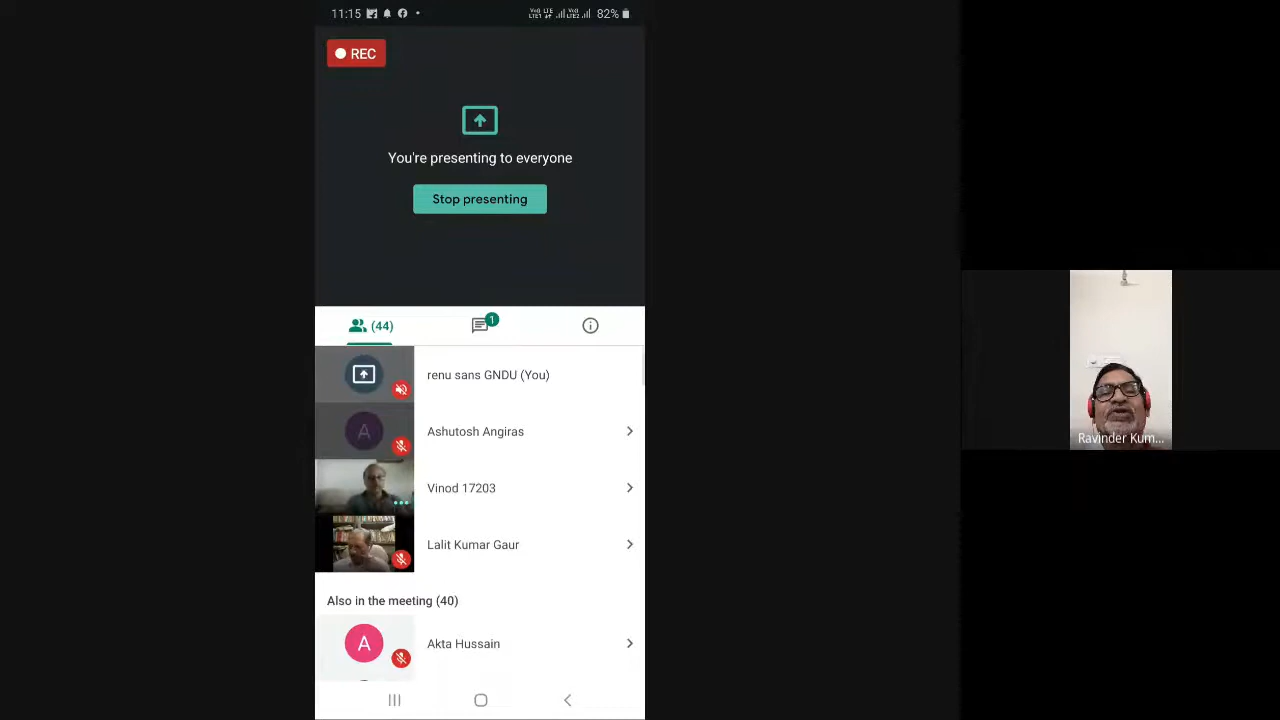 11:15
82%
REC
You're presenting to everyone
Stop presenting
(44)
1
renu sans GNDU (You)
A
Ashutosh Angiras
Vinod 17203
Lalit Kumar Gaur
Also in the meeting (40)
A
Akta Hussain
Ravinder Kum...